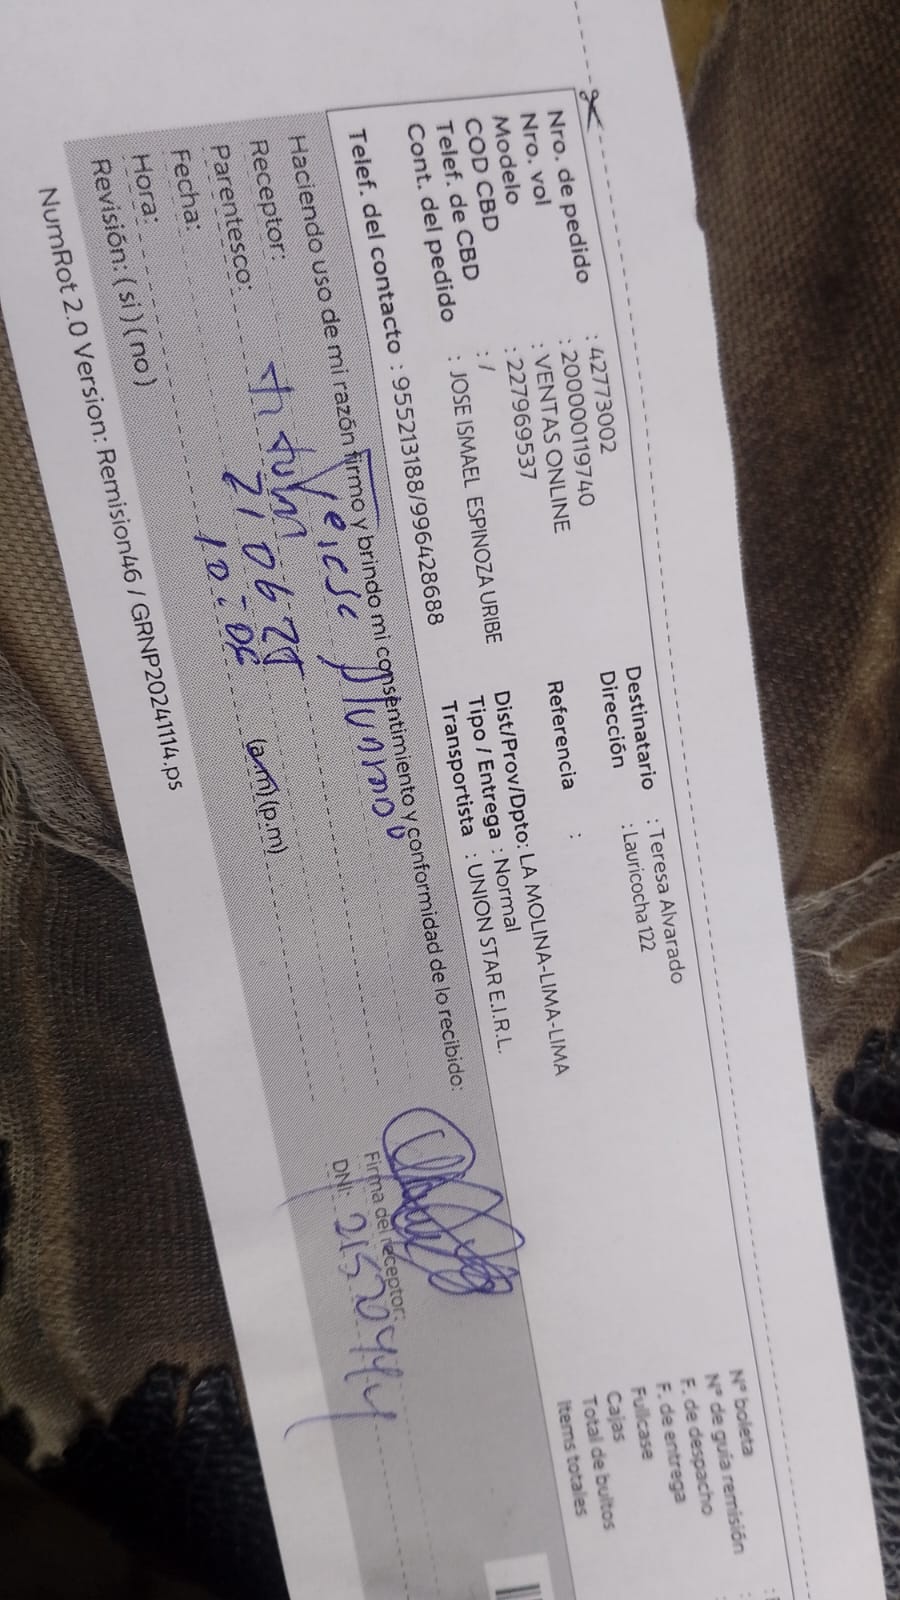 Nro. de pedido : 42773002
Nro. vol : 200000119740
Modelo : VENTAS ONLINE
COD CBD : 227969537
Telef. de CBD : /
Cont. del pedido : JOSE ISMAEL ESPINOZA URIBE
Telef. del contacto : 955213188/996428688
Destinatario : Teresa Alvarado
Dirección : Lauricocha 122
Referencia :
Dist/Prov/Dpto: LA MOLINA-LIMA-LIMA
Tipo / Entrega : Normal
Transportista : UNION STAR E.I.R.L.
N° boleta :
N° de guía remisión
F. de despacho
F. de entrega
Fullcase
Cajas
Total de bultos
Items totales
Haciendo uso de mi razón firmo y brindo mi consentimiento y conformidad de lo recibido:
Receptor:
Parentesco:
Fecha: 21 06 25
Hora: 10:06 (a.m) (p.m)
Revisión: ( si ) ( no )
Firma del receptor:
DNI: 21520444
NumRot 2.0 Version: Remision46 / GRNP20241114.ps